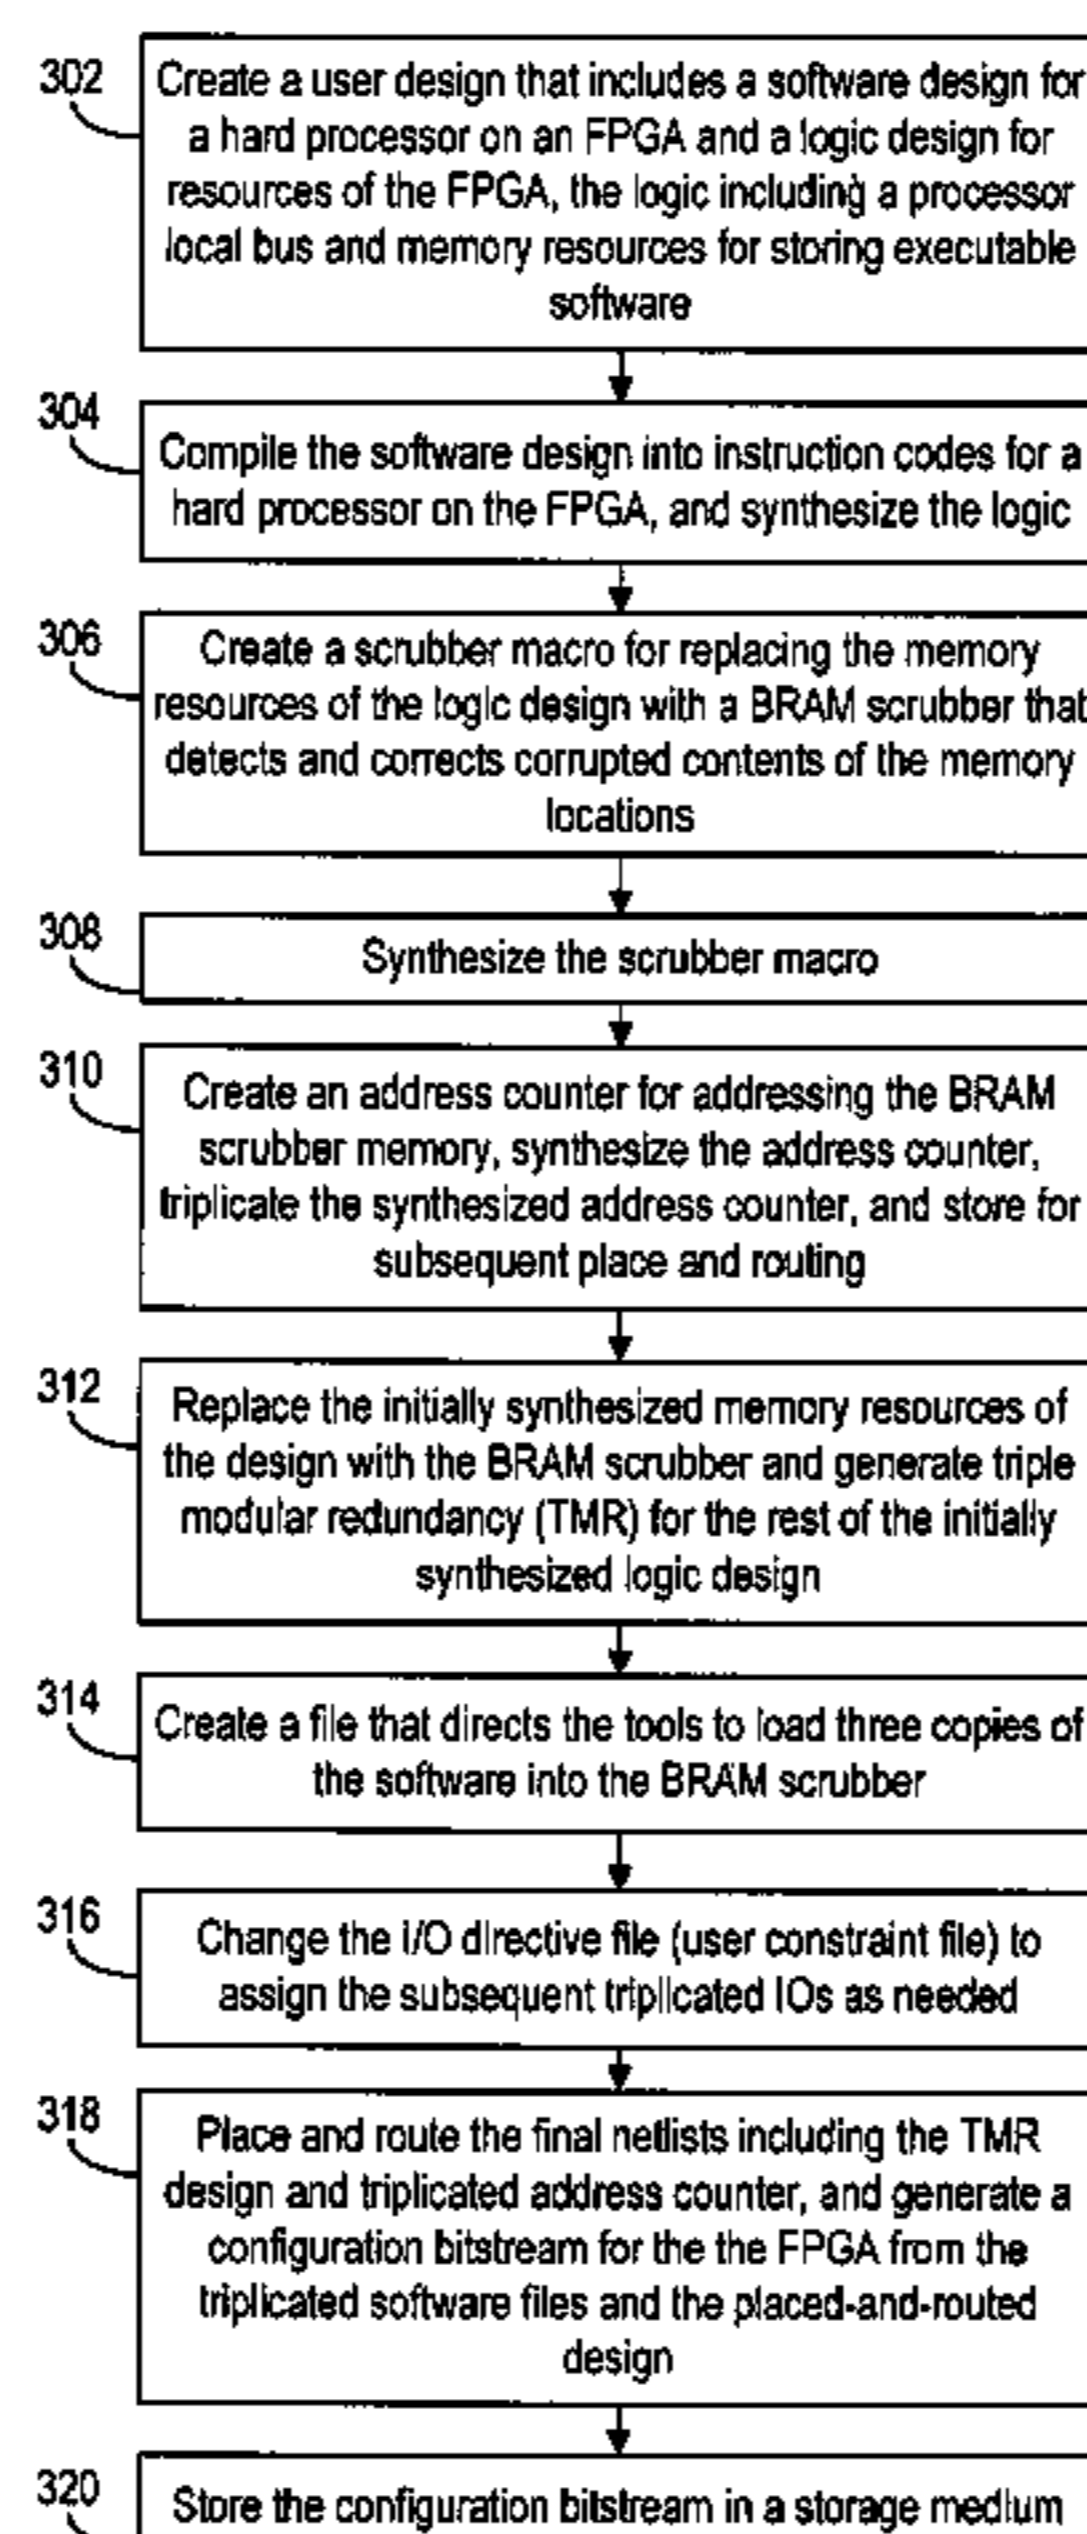 302
Create a user design that includes a software design for
a hard processor on an FPGA and a logic design for
resources of the FPGA, the logic including a processor
local bus and memory resources for storing executable
software
304
Compile the software design into instruction codes for a
hard processor on the FPGA, and synthesize the logic
306
Create a scrubber macro for replacing the memory
resources of the logic design with a BRAM scrubber that
detects and corrects corrupted contents of the memory
locations
308
Synthesize the scrubber macro
310
Create an address counter for addressing the BRAM
scrubber memory, synthesize the address counter,
triplicate the synthesized address counter, and store for
subsequent place and routing
312
Replace the initially synthesized memory resources of
the design with the BRAM scrubber and generate triple
modular redundancy (TMR) for the rest of the initially
synthesized logic design
314
Create a file that directs the tools to load three copies of
the software into the BRAM scrubber
316
Change the I/O directive file (user constraint file) to
assign the subsequent triplicated IOs as needed
318
Place and route the final netlists including the TMR
design and triplicated address counter, and generate a
configuration bitstream for the the FPGA from the
triplicated software files and the placed-and-routed
design
320
Store the configuration bitstream in a storage medium